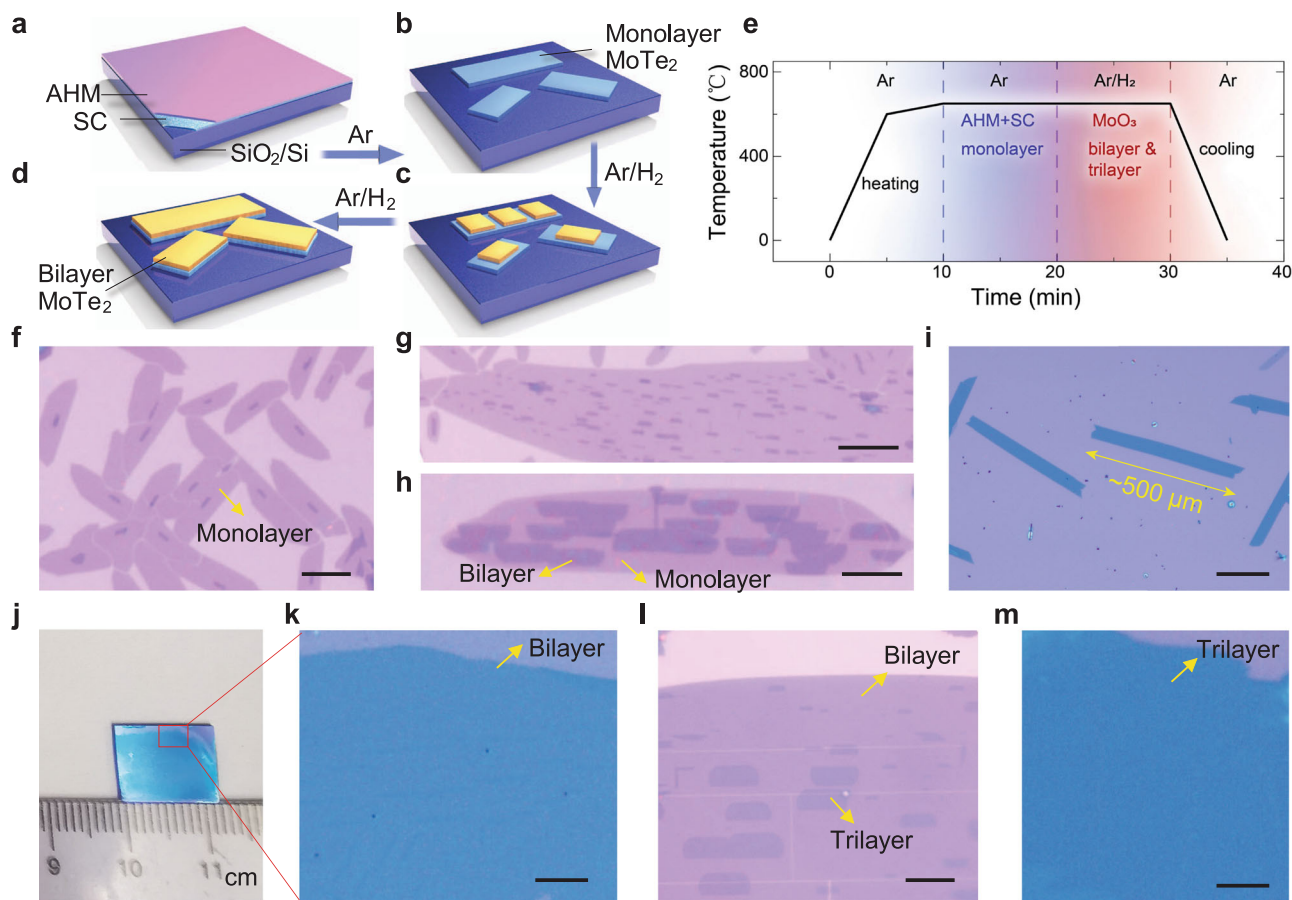 a
AHM
SC
SiO₂/Si
Ar
b
Monolayer
MoTe₂
Ar/H₂
d
Ar/H₂
c
Bilayer
MoTe₂
e
Temperature (℃)
800
400
0
Ar
Ar
Ar/H₂
Ar
AHM+SC
monolayer
MoO₃
bilayer &
trilayer
heating
cooling
0
10
20
30
40
Time (min)
f
Monolayer
g
h
Bilayer
Monolayer
i
~500 µm
j
9
10
11
cm
k
Bilayer
l
Bilayer
Trilayer
m
Trilayer